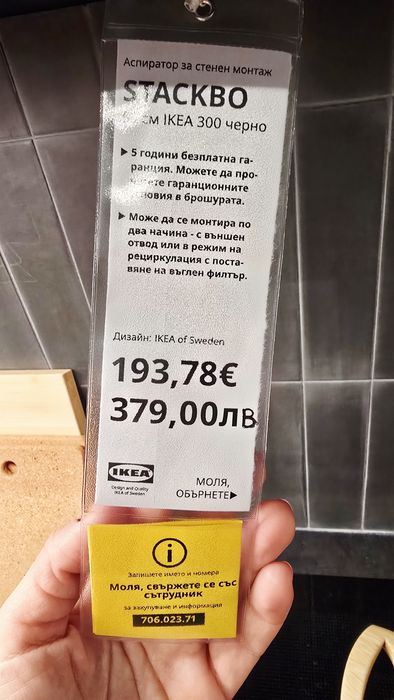 Аспиратор за стенен монтаж
STACKBO
см IKEA 300 черно
▶ 5 години безплатна га-
ранция. Можете да про-
гаранционните
условия в брошурата.
▶ Може да се монтира по
два начина - с външен
отвод или в режим на
рециркулация с поста-
вяне на въглен филтър.
Дизайн: IKEA of Sweden
193,78€
379,00лв
IKEA
Design and Quality
IKEA of Sweden
МОЛЯ,
ОБЪРНЕТЕ▶
i
Запишете името и номера
Моля, свържете се със
сътрудник
за закупуване и информация
706.023.71